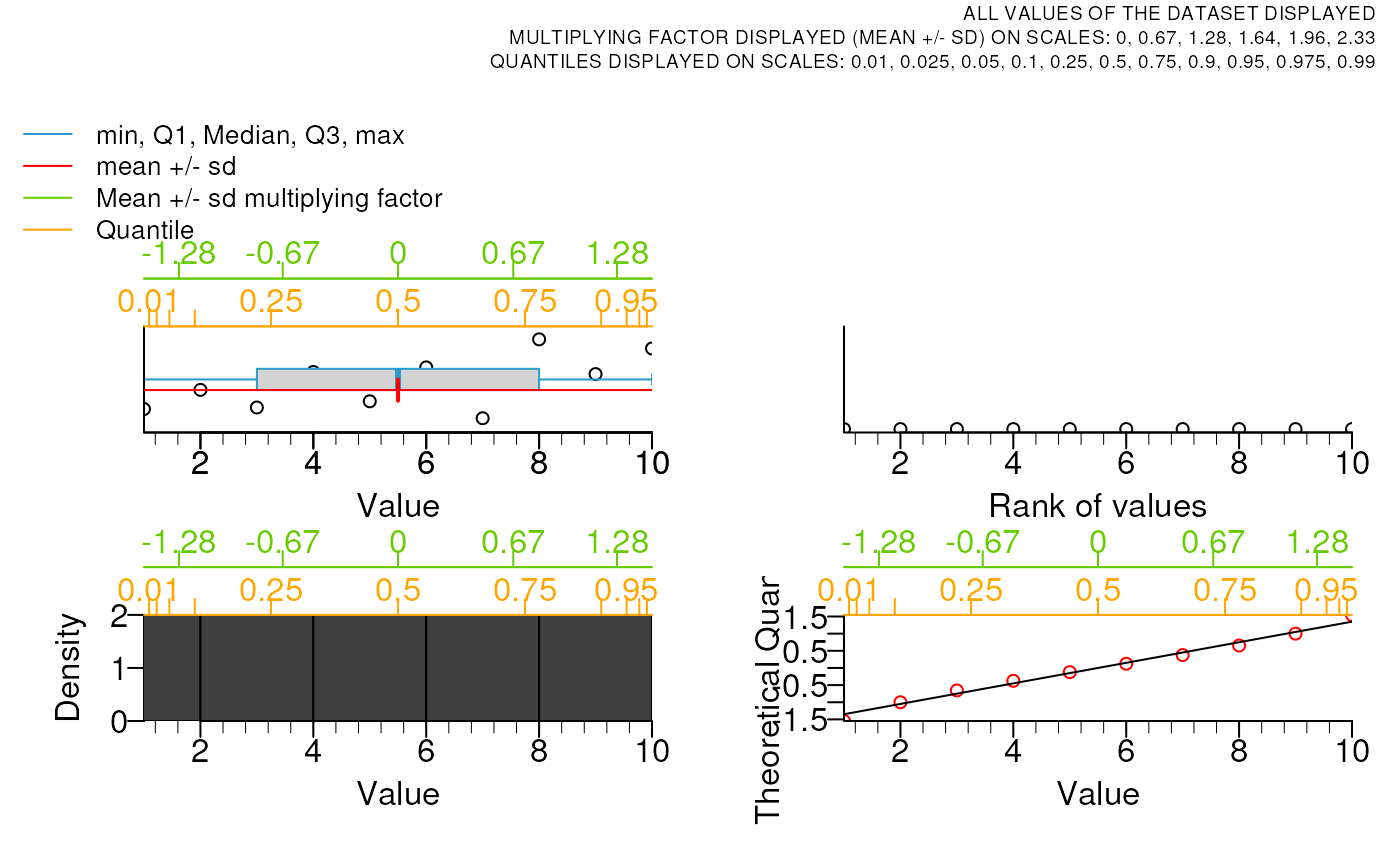 ALL VALUES OF THE DATASET DISPLAYED
MULTIPLYING FACTOR DISPLAYED (MEAN +/- SD) ON SCALES: 0, 0.67, 1.28, 1.64, 1.96, 2.33
QUANTILES DISPLAYED ON SCALES: 0.01, 0.025, 0.05, 0.1, 0.25, 0.5, 0.75, 0.9, 0.95, 0.975, 0.99
min, Q1, Median, Q3, max
mean +/- sd
Mean +/- sd multiplying factor
Quantile
-1.28 -0.67 0 0.67 1.28
0.01 0.25 0.5 0.75 0.95
2 4 6 8 10
Value
2 4 6 8 10
Rank of values
-1.28 -0.67 0 0.67 1.28
0.01 0.25 0.5 0.75 0.95
Density
2
1
0
2 4 6 8 10
Value
-1.28 -0.67 0 0.67 1.28
0.01 0.25 0.5 0.75 0.95
Theoretical Quar
1.5
0.5
-0.5
-1.5
2 4 6 8 10
Value